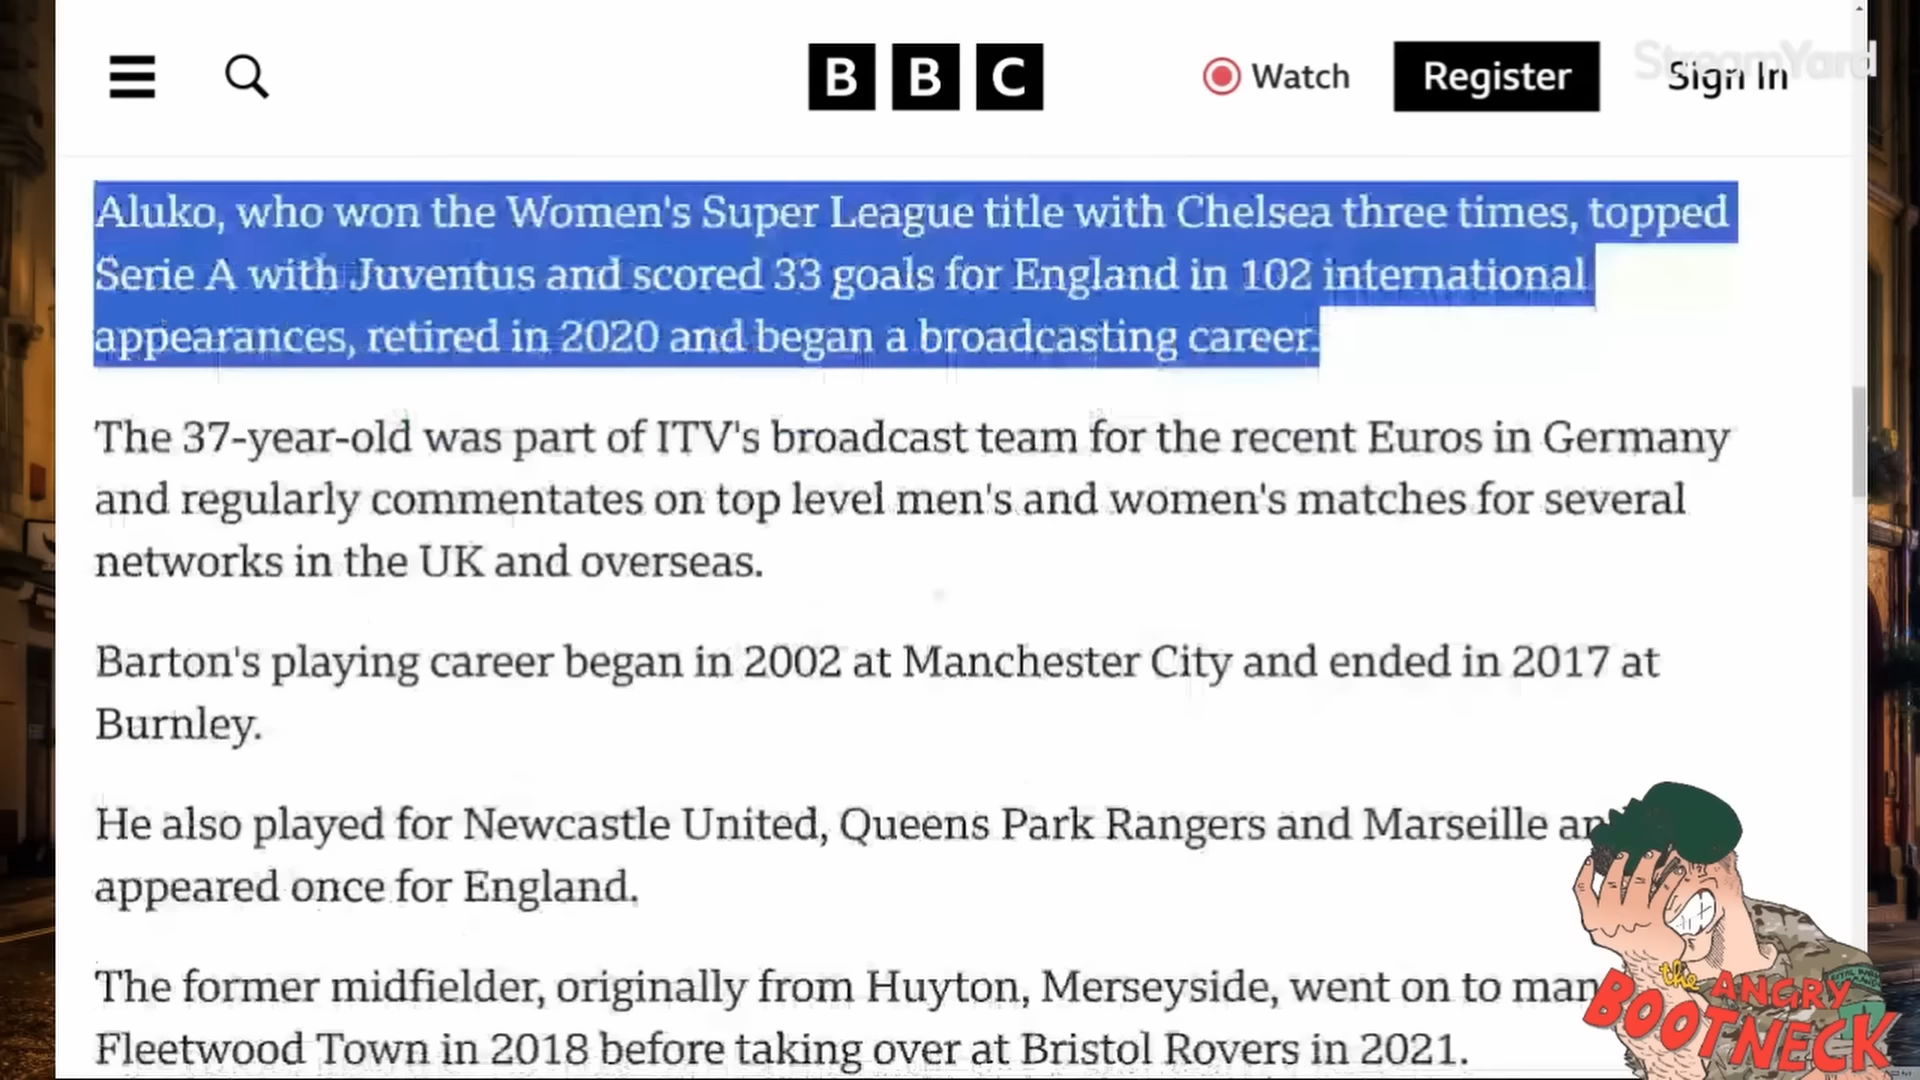 BBC
Watch
Register
Sign In
StreamYard
Aluko, who won the Women's Super League title with Chelsea three times, topped
Serie A with Juventus and scored 33 goals for England in 102 international
appearances, retired in 2020 and began a broadcasting career.
The 37-year-old was part of ITV's broadcast team for the recent Euros in Germany
and regularly commentates on top level men's and women's matches for several
networks in the UK and overseas.
Barton's playing career began in 2002 at Manchester City and ended in 2017 at
Burnley.
He also played for Newcastle United, Queens Park Rangers and Marseille an
appeared once for England.
The former midfielder, originally from Huyton, Merseyside, went on to man
Fleetwood Town in 2018 before taking over at Bristol Rovers in 2021.
the ANGRY
BOOTNECK